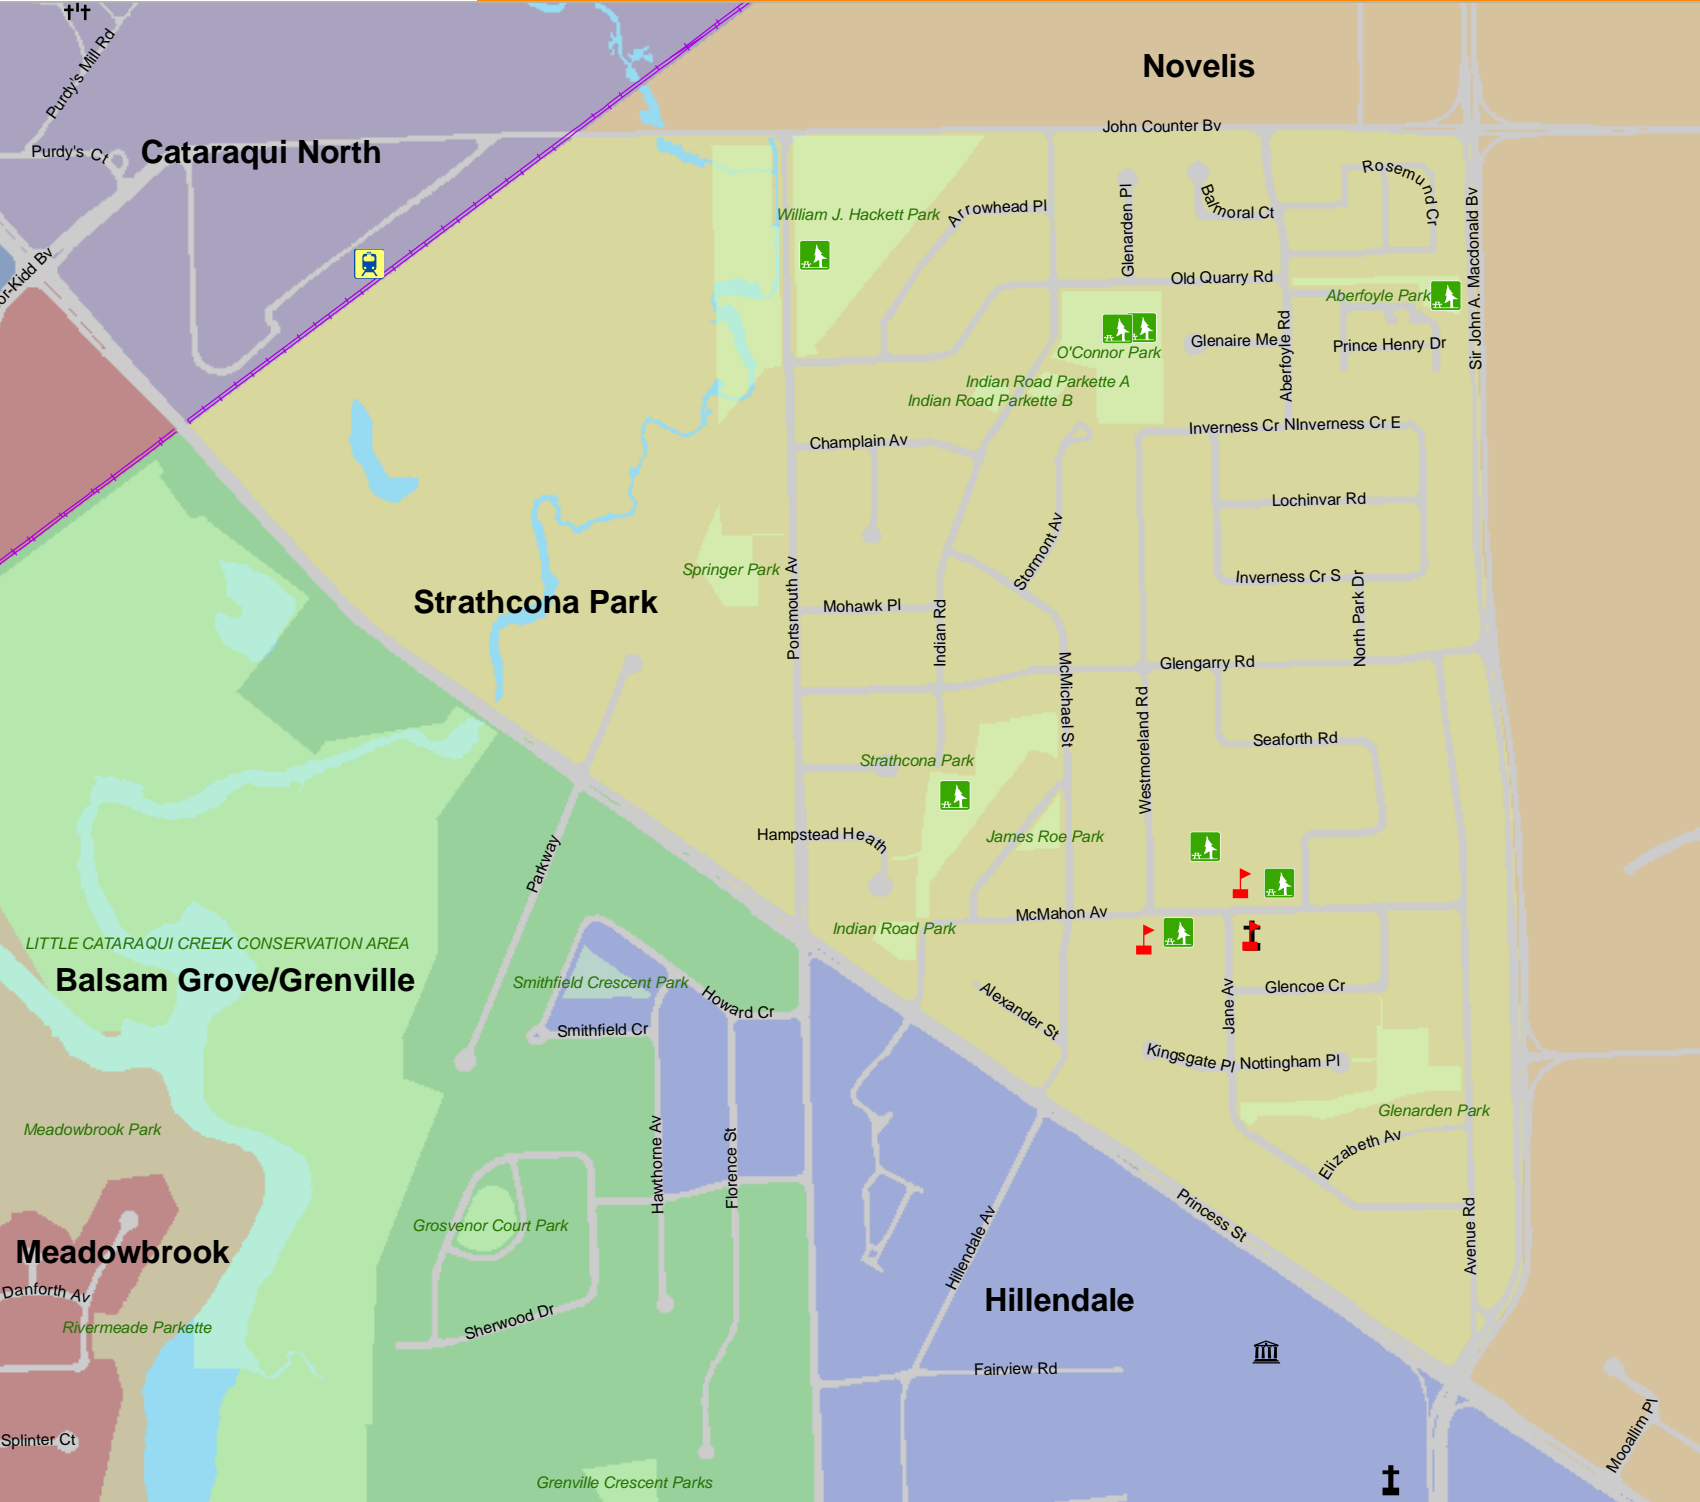 Purdy's Mill Rd
Novelis
John Counter Bv
Purdy's Ct
Cataraqui North
Rosemund Cr
William J. Hackett Park
Arrowhead Pl
Glenarden Pl
Balmoral Ct
Sir John A. Macdonald Bv
or-Kidd Bv
Old Quarry Rd
Aberfoyle Park
Glenaire Me
Aberfoyle Rd
Prince Henry Dr
O'Connor Park
Indian Road Parkette A
Indian Road Parkette B
Inverness Cr N
Inverness Cr E
Champlain Av
Lochinvar Rd
Stormont Av
Springer Park
Portsmouth Av
Inverness Cr S
North Park Dr
Strathcona Park
Mohawk Pl
Indian Rd
McMichael St
Glengarry Rd
Westmoreland Rd
Seaforth Rd
Strathcona Park
Hampstead Heath
James Roe Park
Parkway
McMahon Av
Indian Road Park
LITTLE CATARAQUI CREEK CONSERVATION AREA
Balsam Grove/Grenville
Smithfield Crescent Park
Howard Cr
Alexander St
Jane Av
Glencoe Cr
Smithfield Cr
Kingsgate Pl
Nottingham Pl
Glenarden Park
Meadowbrook Park
Hawthorne Av
Florence St
Elizabeth Av
Princess St
Avenue Rd
Grosvenor Court Park
Hillendale Av
Meadowbrook
Danforth Av
Hillendale
Rivermeade Parkette
Sherwood Dr
Fairview Rd
Mooallim Pl
Splinter Ct
Grenville Crescent Parks